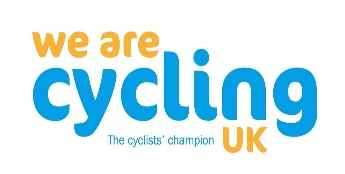 we are
cycling
The cyclists' champion UK